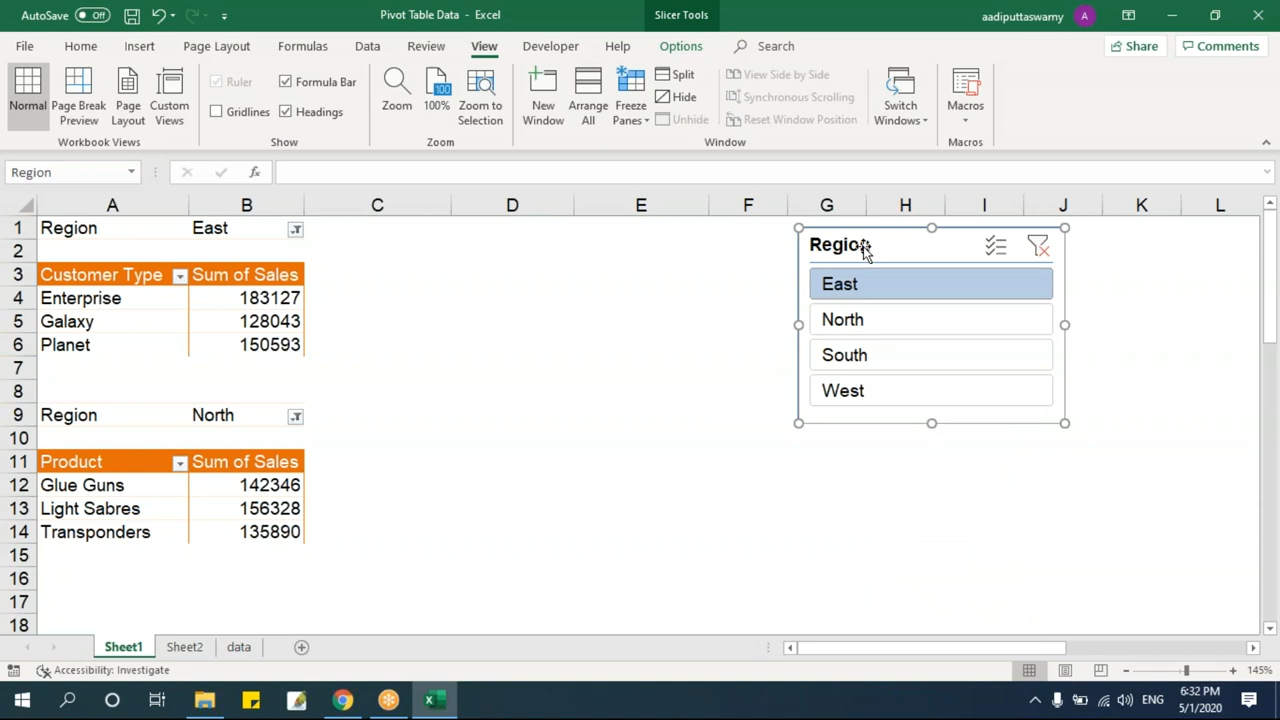 AutoSave Off Pivot Table Data - Excel Slicer Tools aadiputtaswamy A
File Home Insert Page Layout Formulas Data Review View Developer Help Options Search Share Comments
Normal Page Break Preview Page Layout Custom Views
Ruler Formula Bar
Gridlines Headings
Zoom 100% Zoom to Selection
New Window Arrange All Freeze Panes
Split
Hide
Unhide
View Side by Side
Synchronous Scrolling
Reset Window Position
Switch Windows
Macros
Workbook Views Show Zoom Window Macros
Region fx
A B C D E F G H I J K L
1 Region East
2
3 Customer Type Sum of Sales
4 Enterprise 183127
5 Galaxy 128043
6 Planet 150593
7
8
9 Region North
10
11 Product Sum of Sales
12 Glue Guns 142346
13 Light Sabres 156328
14 Transponders 135890
15
16
17
18
Region
East
North
South
West
Sheet1 Sheet2 data
Accessibility: Investigate 145%
ENG 6:32 PM
5/1/2020